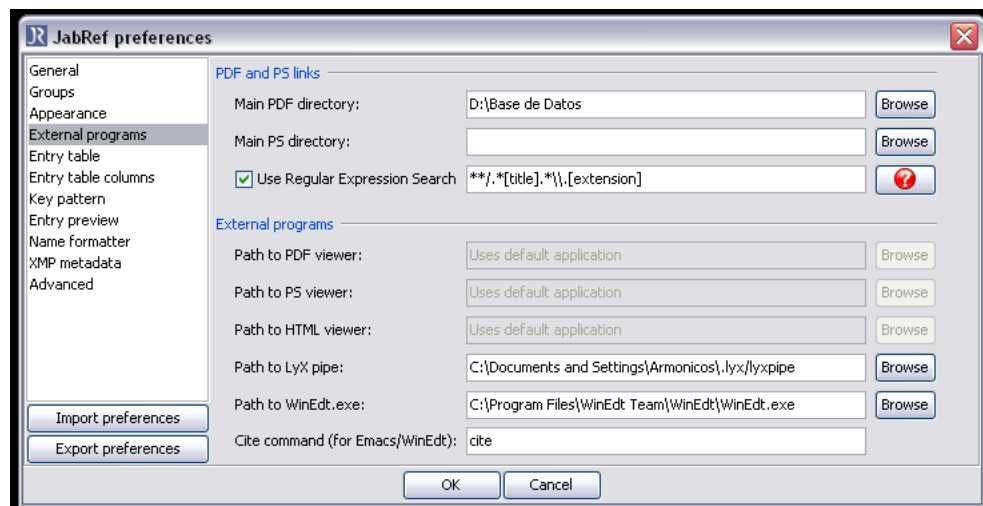 JabRef preferences
General
Groups
Appearance
External programs
Entry table
Entry table columns
Key pattern
Entry preview
Name formatter
XMP metadata
Advanced
Import preferences
Export preferences
PDF and PS links
Main PDF directory: D:\Base de Datos Browse
Main PS directory: Browse
Use Regular Expression Search **/.*[title].*\\.[extension] ?
External programs
Path to PDF viewer: Uses default application Browse
Path to PS viewer: Uses default application Browse
Path to HTML viewer: Uses default application Browse
Path to LyX pipe: C:\Documents and Settings\Armonicos\.lyx/lyxpipe Browse
Path to WinEdt.exe: C:\Program Files\WinEdt Team\WinEdt\WinEdt.exe Browse
Cite command (for Emacs/WinEdt): cite
OK Cancel